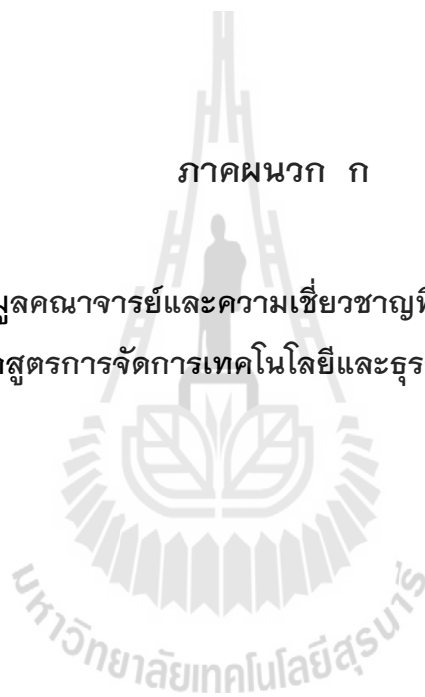 ภาคผนวก ก
มูลคณาจารย์และความเชี่ยวชาญที
สูตรการจัดการเทคโนโลยีและธุร
มหาวิทยาลัยเทคโนโลยีสุรนารี